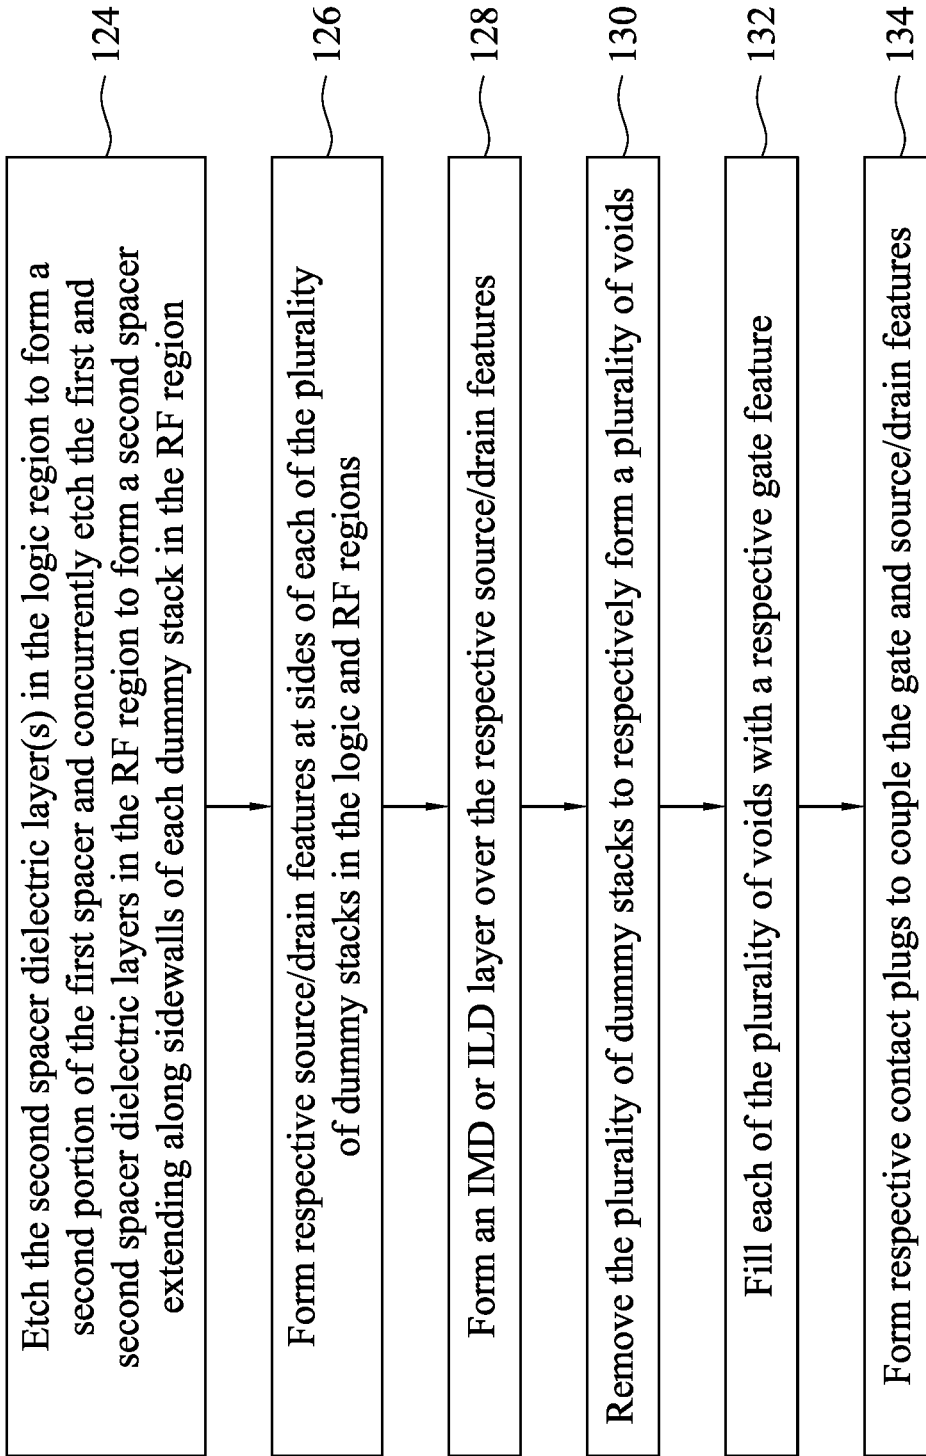 Etch the second spacer dielectric layer(s) in the logic region to form a
second portion of the first spacer and concurrently etch the first and
second spacer dielectric layers in the RF region to form a second spacer
extending along sidewalls of each dummy stack in the RF region
124
Form respective source/drain features at sides of each of the plurality
of dummy stacks in the logic and RF regions
126
Form an IMD or ILD layer over the respective source/drain features
128
Remove the plurality of dummy stacks to respectively form a plurality of voids
130
Fill each of the plurality of voids with a respective gate feature
132
Form respective contact plugs to couple the gate and source/drain features
134